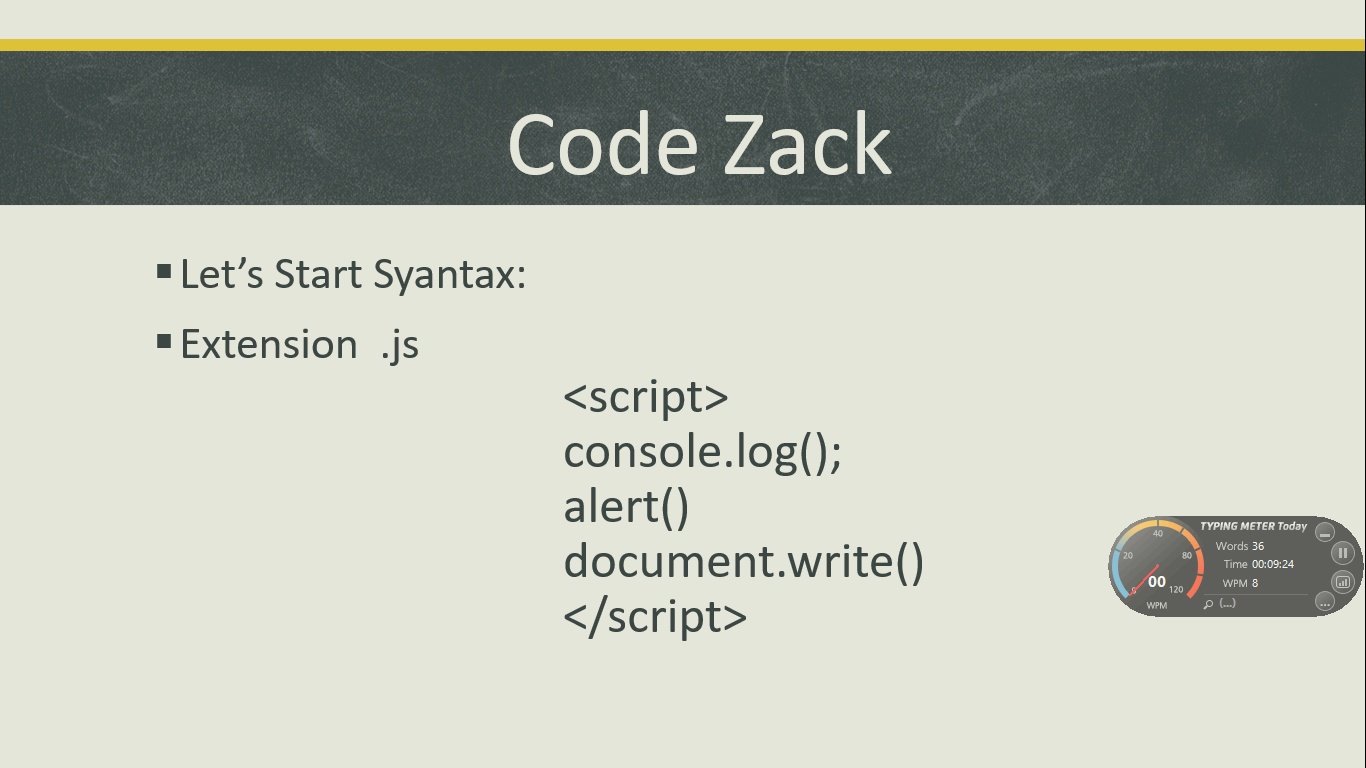 Code Zack
Let’s Start Syantax:
Extension .js
<script>
console.log();
alert()
document.write()
</script>
TYPING METER Today
Words 36
Time 00:09:24
WPM 8
(...)
0
20
40
80
120
00
WPM